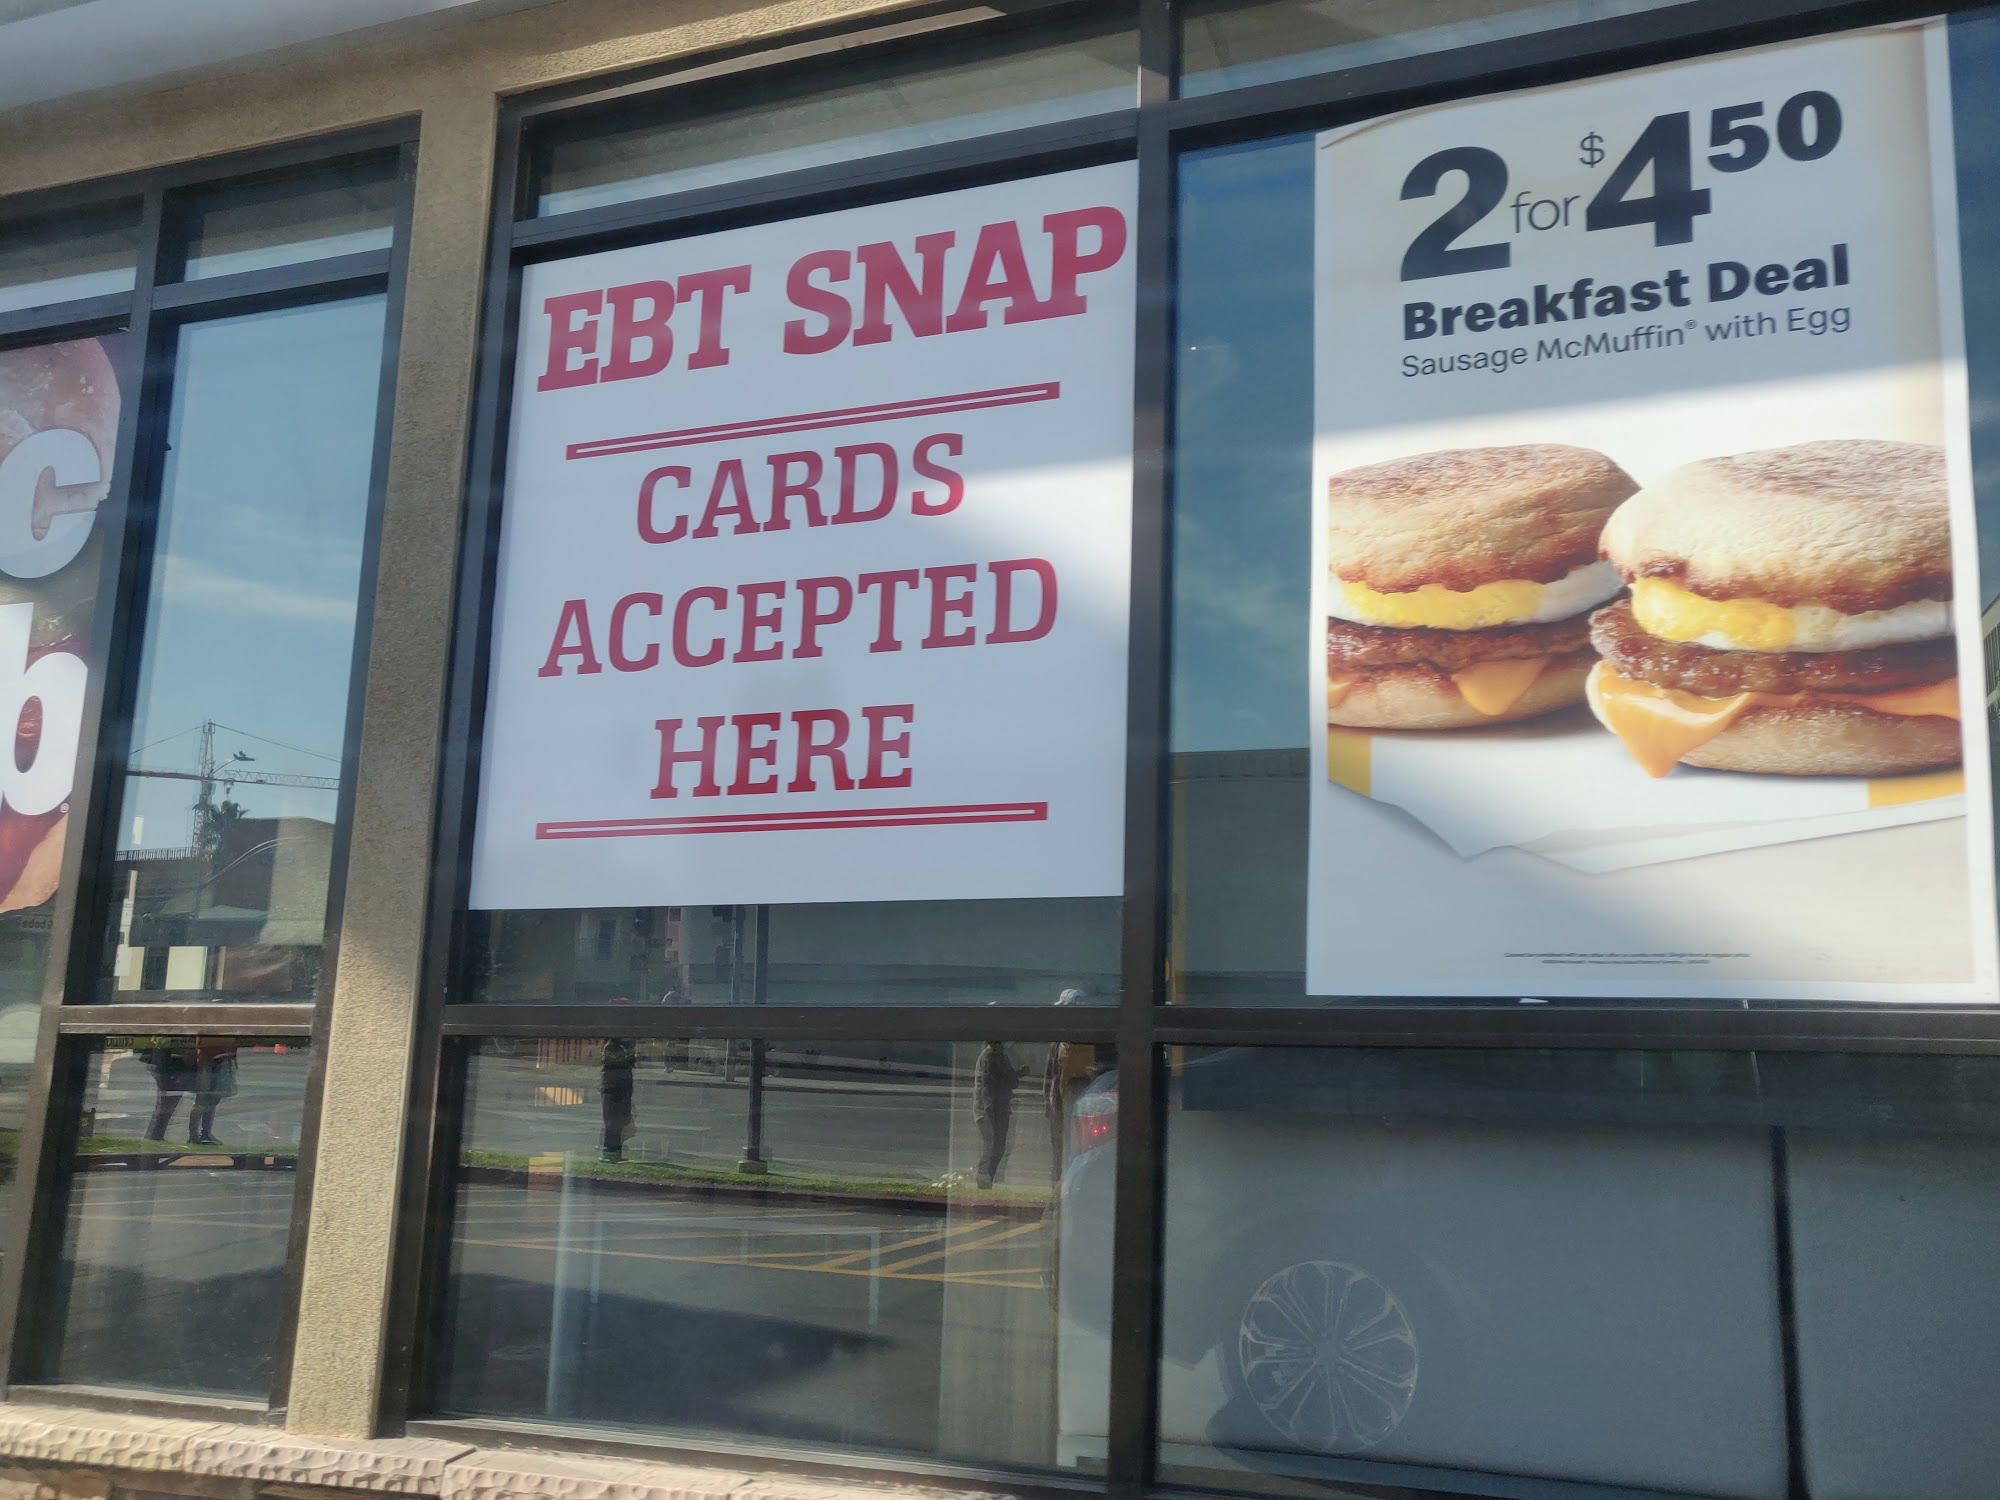 c
b®
EBT SNAP
CARDS
ACCEPTED
HERE
2 for $4 50
Breakfast Deal
Sausage McMuffin® with Egg